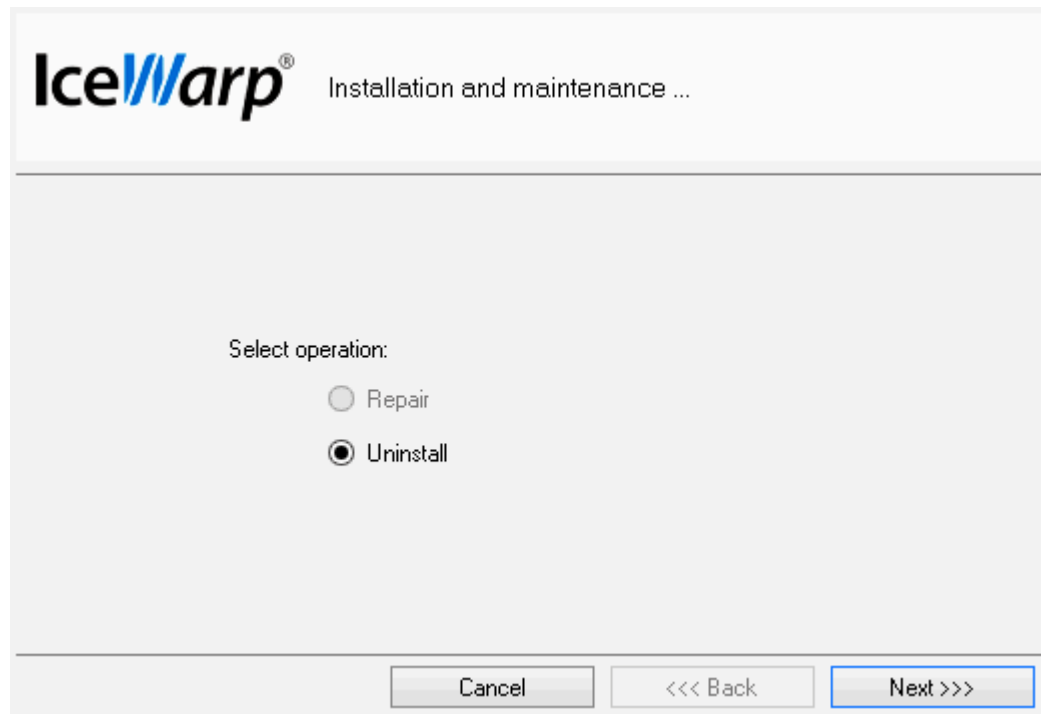 IceWarp® Installation and maintenance ...
Select operation:
Repair
Uninstall
Cancel <<< Back Next >>>